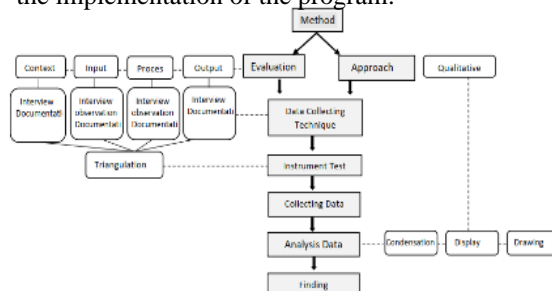 the implementation of the program.
Method
Context
Input
Proces
Output
Evaluation
Approach
Qualitative
Interview
Documentati
Interview
observation
Documentati
Interview
observation
Documentati
Interview
Documentati
Data Collecting
Technique
Triangulation
Instrument Test
Collecting Data
Analysis Data
Condensation
Display
Drawing
Finding